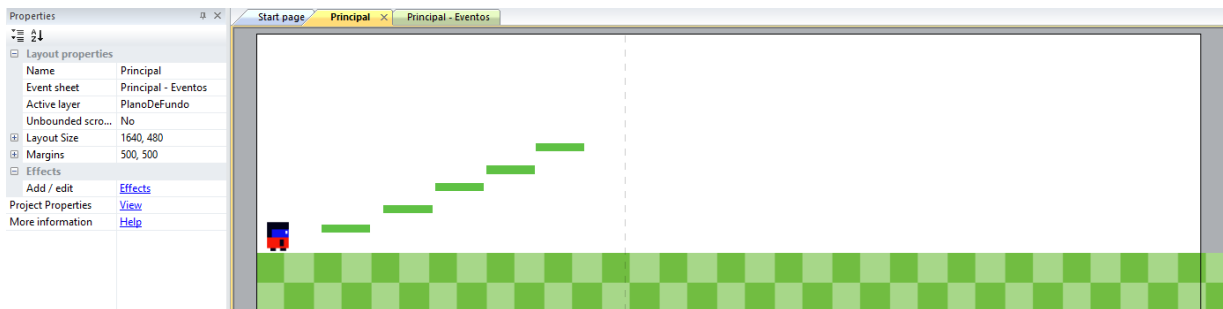 Properties
Start page
Principal
Principal - Eventos
Layout properties
Name Principal
Event sheet Principal - Eventos
Active layer PlanoDeFundo
Unbounded scro... No
Layout Size 1640, 480
Margins 500, 500
Effects
Add / edit Effects
Project Properties View
More information Help